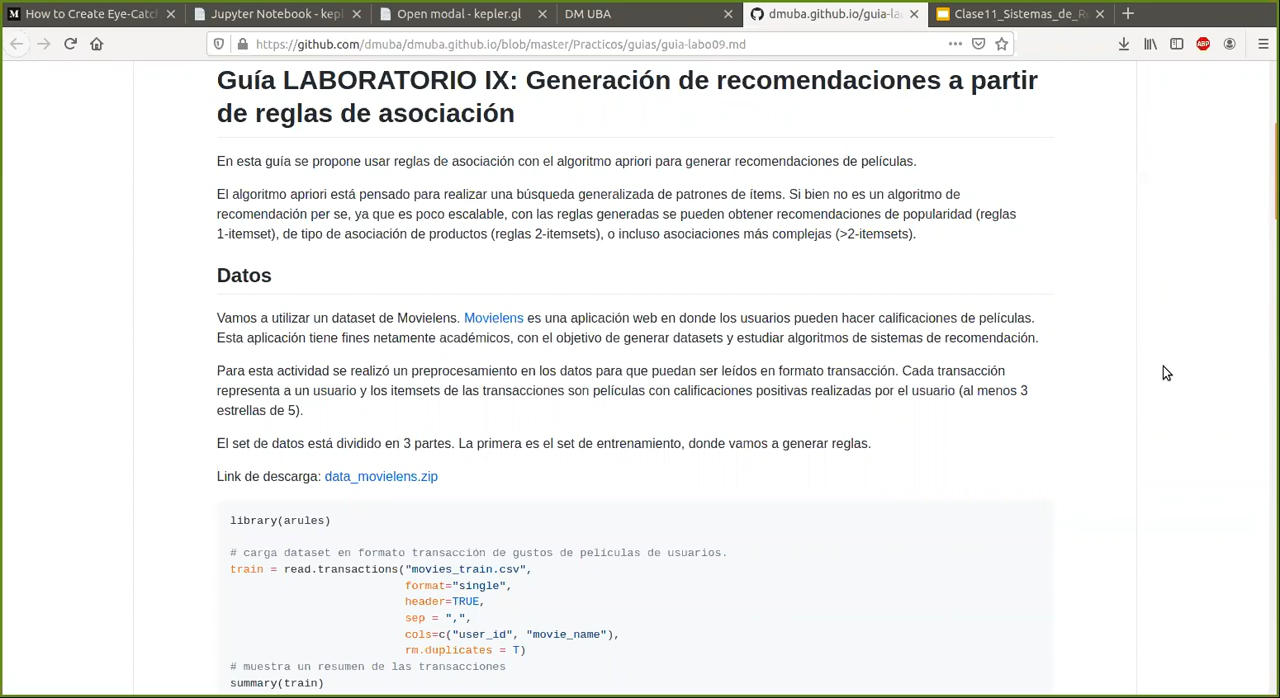 How to Create Eye-Catch
Jupyter Notebook - kepl
Open modal - kepler.gl
DM UBA
dmuba.github.io/guia-la
Clase11_Sistemas_de_R
https://github.com/dmuba/dmuba.github.io/blob/master/Practicos/guias/guia-labo09.md
ABP
Guía LABORATORIO IX: Generación de recomendaciones a partir
de reglas de asociación
En esta guía se propone usar reglas de asociación con el algoritmo apriori para generar recomendaciones de películas.
El algoritmo apriori está pensado para realizar una búsqueda generalizada de patrones de ítems. Si bien no es un algoritmo de
recomendación per se, ya que es poco escalable, con las reglas generadas se pueden obtener recomendaciones de popularidad (reglas
1-itemset), de tipo de asociación de productos (reglas 2-itemsets), o incluso asociaciones más complejas (>2-itemsets).
Datos
Vamos a utilizar un dataset de Movielens. Movielens es una aplicación web en donde los usuarios pueden hacer calificaciones de películas.
Esta aplicación tiene fines netamente académicos, con el objetivo de generar datasets y estudiar algoritmos de sistemas de recomendación.
Para esta actividad se realizó un preprocesamiento en los datos para que puedan ser leídos en formato transacción. Cada transacción
representa a un usuario y los itemsets de las transacciones son películas con calificaciones positivas realizadas por el usuario (al menos 3
estrellas de 5).
El set de datos está dividido en 3 partes. La primera es el set de entrenamiento, donde vamos a generar reglas.
Link de descarga: data_movielens.zip
library(arules)
# carga dataset en formato transacción de gustos de películas de usuarios.
train = read.transactions("movies_train.csv",
format="single",
header=TRUE,
sep = ",",
cols=c("user_id", "movie_name"),
rm.duplicates = T)
# muestra un resumen de las transacciones
summary(train)